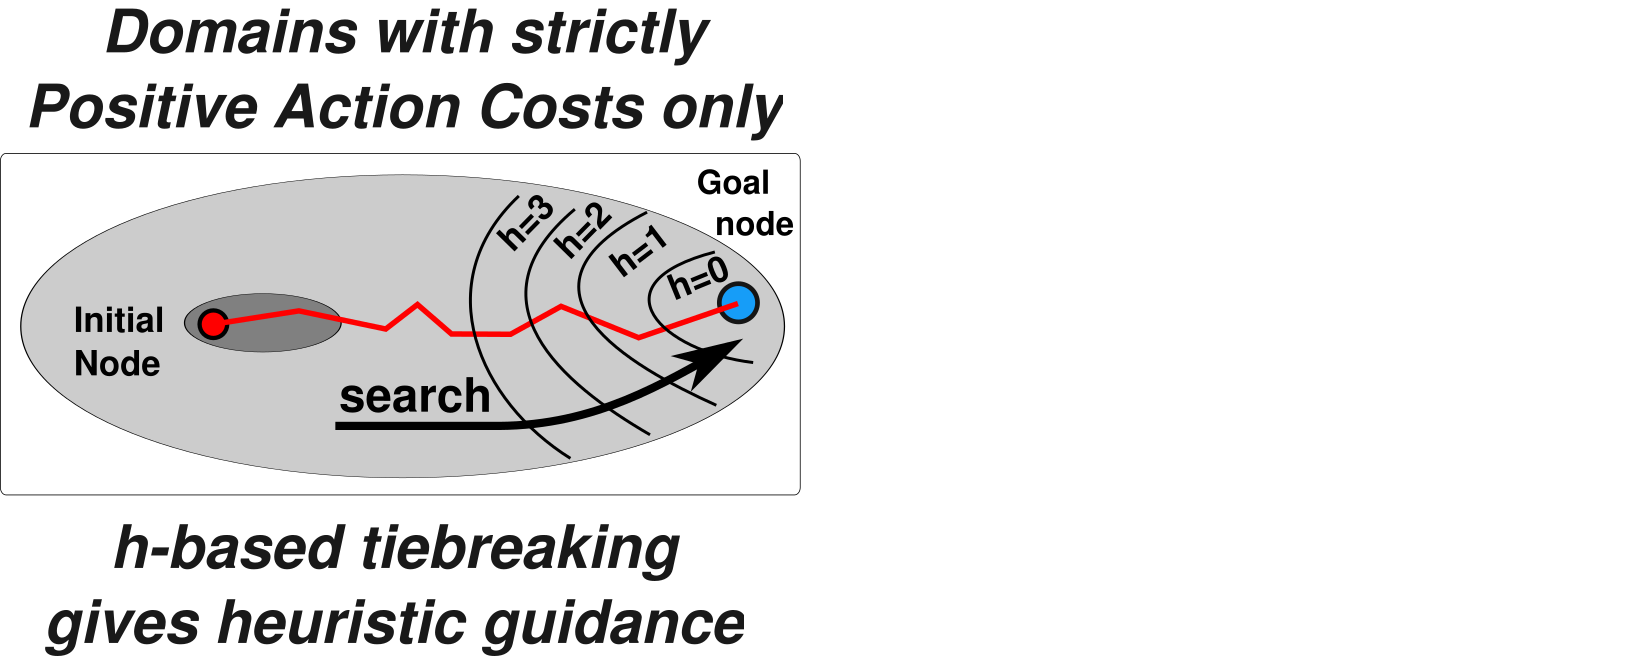 Domains with strictly
Positive Action Costs only
Goal
node
h=3
h=2
h=1
h=0
Initial
Node
search
h-based tiebreaking
gives heuristic guidance